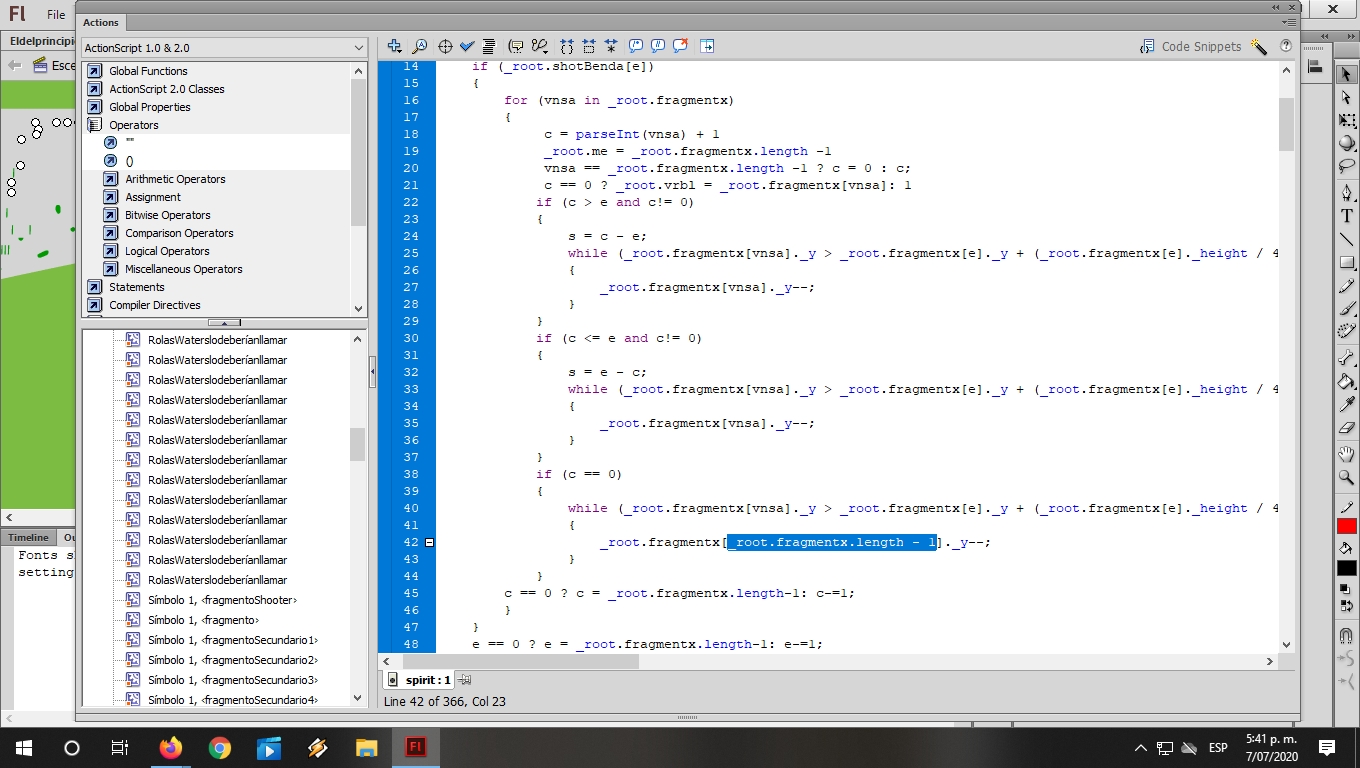 Fl File
Actions
Eldelprincipi
ActionScript 1.0 & 2.0
Code Snippets
Esce
Global Functions
ActionScript 2.0 Classes
Global Properties
Operators
""
()
Arithmetic Operators
Assignment
Bitwise Operators
Comparison Operators
Logical Operators
Miscellaneous Operators
Statements
Compiler Directives
RolasWaterslodeberíanllamar
RolasWaterslodeberíanllamar
RolasWaterslodeberíanllamar
RolasWaterslodeberíanllamar
RolasWaterslodeberíanllamar
RolasWaterslodeberíanllamar
RolasWaterslodeberíanllamar
RolasWaterslodeberíanllamar
RolasWaterslodeberíanllamar
RolasWaterslodeberíanllamar
RolasWaterslodeberíanllamar
RolasWaterslodeberíanllamar
RolasWaterslodeberíanllamar
Símbolo 1, <fragmentoShooter>
Símbolo 1, <fragmento>
Símbolo 1, <fragmentoSecundario1>
Símbolo 1, <fragmentoSecundario2>
Símbolo 1, <fragmentoSecundario3>
Símbolo 1, <fragmentoSecundario4>
Timeline Ou
Fonts s
setting
14 if (_root.shotBenda[e])
15 {
16 for (vnsa in _root.fragmentx)
17 {
18 c = parseInt(vnsa) + 1
19 _root.me = _root.fragmentx.length -1
20 vnsa == _root.fragmentx.length -1 ? c = 0 : c;
21 c == 0 ? _root.vrbl = _root.fragmentx[vnsa]: 1
22 if (c > e and c!= 0)
23 {
24 s = c - e;
25 while (_root.fragmentx[vnsa]._y > _root.fragmentx[e]._y + (_root.fragmentx[e]._height / 4
26 {
27 _root.fragmentx[vnsa]._y--;
28 }
29 }
30 if (c <= e and c!= 0)
31 {
32 s = e - c;
33 while (_root.fragmentx[vnsa]._y > _root.fragmentx[e]._y + (_root.fragmentx[e]._height / 4
34 {
35 _root.fragmentx[vnsa]._y--;
36 }
37 }
38 if (c == 0)
39 {
40 while (_root.fragmentx[vnsa]._y > _root.fragmentx[e]._y + (_root.fragmentx[e]._height / 4
41 {
42 _root.fragmentx[_root.fragmentx.length - 1]._y--;
43 }
44 }
45 c == 0 ? c = _root.fragmentx.length-1: c-=1;
46 }
47 }
48 e == 0 ? e = _root.fragmentx.length-1: e-=1;
spirit : 1
Line 42 of 366, Col 23
T
Fl
ESP
5:41 p. m.
7/07/2020